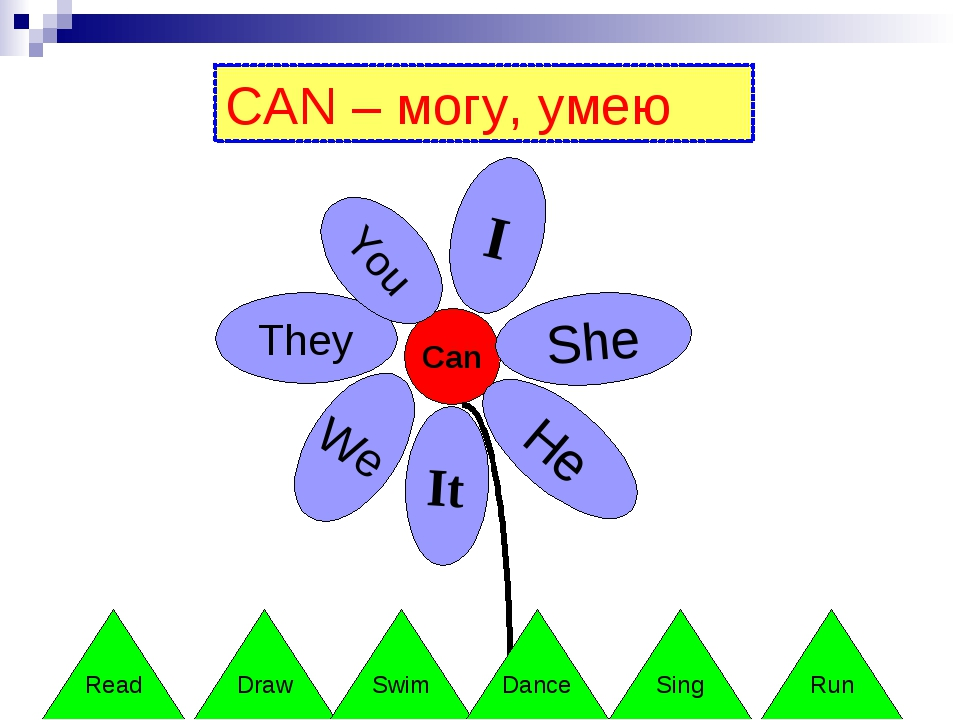 CAN – могу, умею
I
You
They
Can
She
We
It
He
Read
Draw
Swim
Dance
Sing
Run